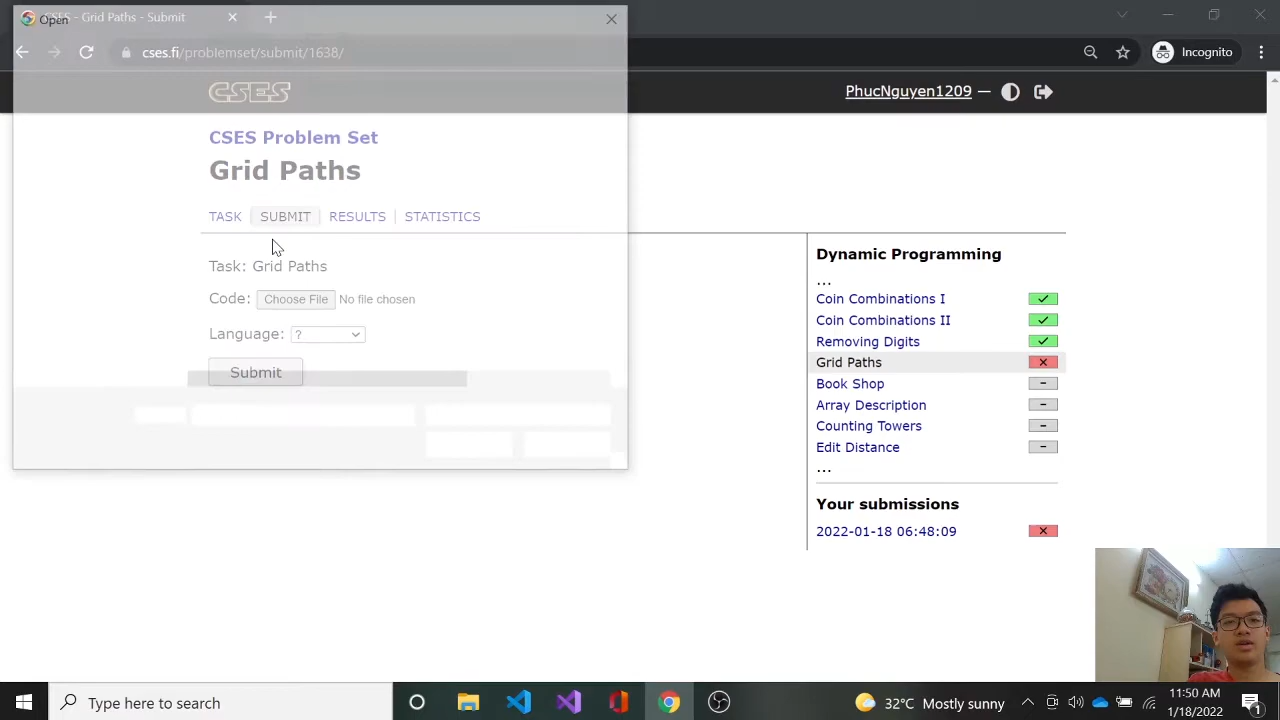 Open
CSES - Grid Paths - Submit
cses.fi/problemset/submit/1638/
Incognito
CSES
PhucNguyen1209 —
CSES Problem Set
Grid Paths
TASK SUBMIT RESULTS STATISTICS
Task: Grid Paths
Code: Choose File No file chosen
Language: ?
Submit
Dynamic Programming
...
Coin Combinations I
Coin Combinations II
Removing Digits
Grid Paths
Book Shop
Array Description
Counting Towers
Edit Distance
...
Your submissions
2022-01-18 06:48:09
Type here to search
32°C Mostly sunny
11:50 AM
1/18/2022
1